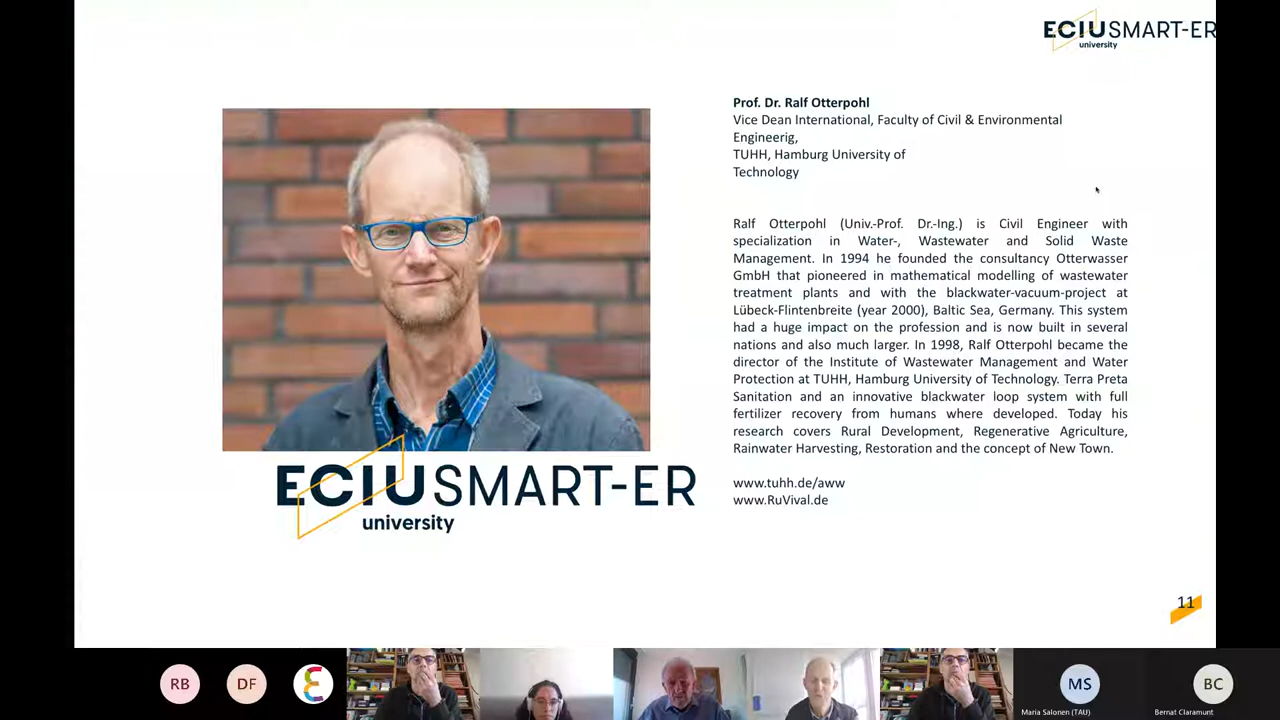 ECIU SMART-ER
university
Prof. Dr. Ralf Otterpohl
Vice Dean International, Faculty of Civil & Environmental
Engineerig,
TUHH, Hamburg University of
Technology
Ralf Otterpohl (Univ.-Prof. Dr.-Ing.) is Civil Engineer with
specialization in Water-, Wastewater and Solid Waste
Management. In 1994 he founded the consultancy Otterwasser
GmbH that pioneered in mathematical modelling of wastewater
treatment plants and with the blackwater-vacuum-project at
Lübeck-Flintenbreite (year 2000), Baltic Sea, Germany. This system
had a huge impact on the profession and is now built in several
nations and also much larger. In 1998, Ralf Otterpohl became the
director of the Institute of Wastewater Management and Water
Protection at TUHH, Hamburg University of Technology. Terra Preta
Sanitation and an innovative blackwater loop system with full
fertilizer recovery from humans where developed. Today his
research covers Rural Development, Regenerative Agriculture,
Rainwater Harvesting, Restoration and the concept of New Town.
www.tuhh.de/aww
www.RuVival.de
ECIU SMART-ER
university
11
RB
DF
MS
BC
Maria Salonen (TAU)
Bernat Claramunt